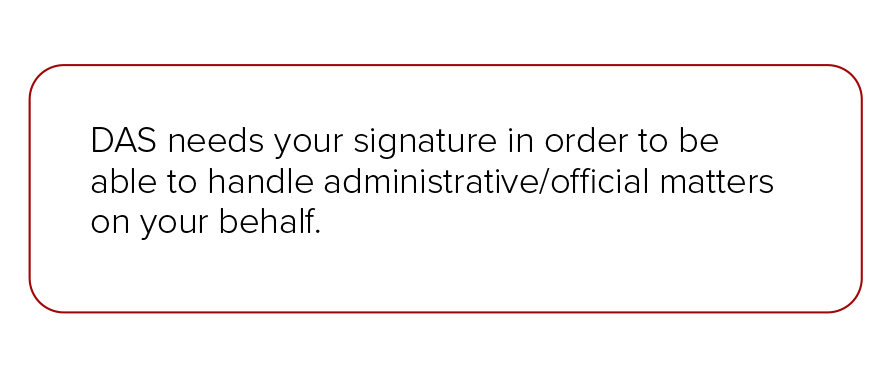 DAS needs your signature in order to be
able to handle administrative/official matters
on your behalf.